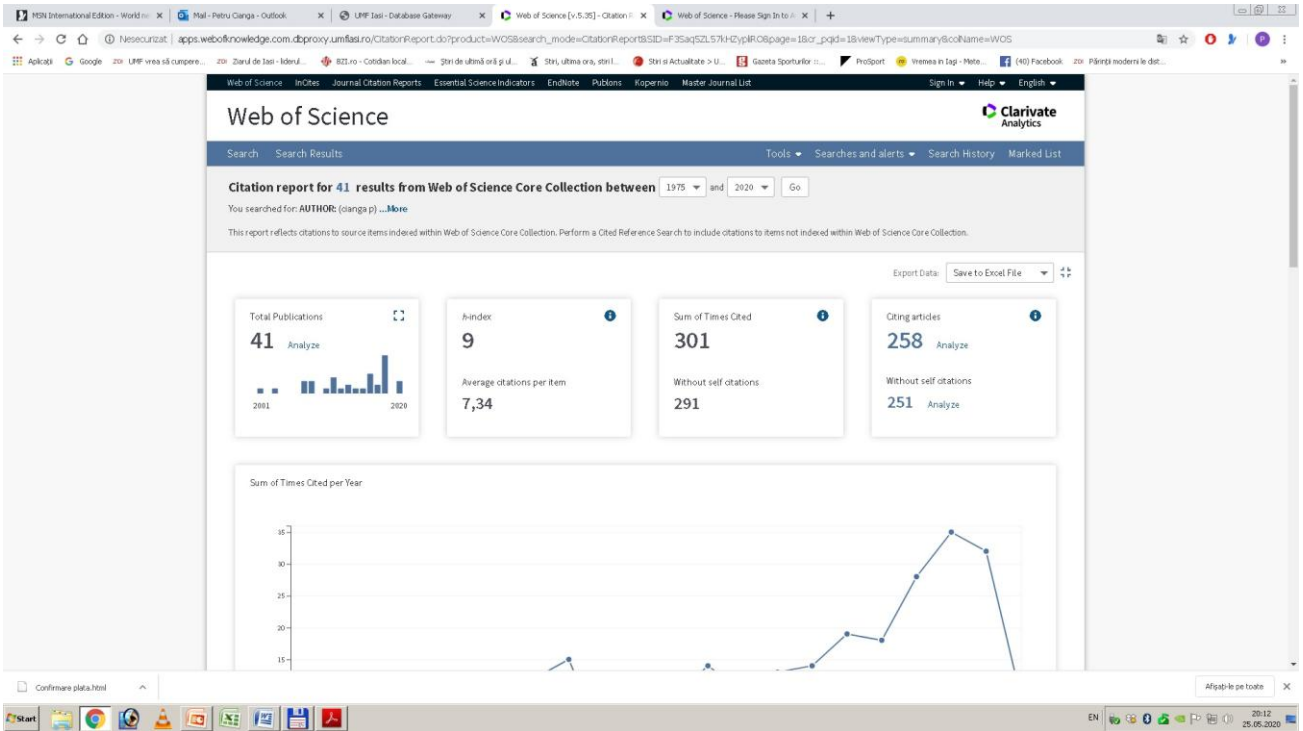 MSN International Edition - World ne
Mail - Petru Cianga - Outlook
UMF Iasi - Database Gateway
Web of Science [v.5.35] - Citation R
Web of Science - Please Sign In to A
Nesecurizat
apps.webofknowledge.com.dbproxy.umfiasi.ro/CitationReport.do?product=WOS&search_mode=CitationReport&SID=
Aplicații
Google
UMF vrea să cumpere...
Ziarul de Iasi - liderul...
BZI.ro - Cotidian local...
Știri de ultimă oră și ul...
Stiri, ultima ora, stiri l...
Stiri si Actualitate > U...
Gazeta Sporturilor ::...
ProSport
Vremea in Iaşi - Mete...
(40) Facebook
Părinții moderni le dist...
Web of Science InCites Journal Citation Reports Essential Science Indicators EndNote Publons Kopernio Master Journal List Sign In Help English
Web of Science
Clarivate
Analytics
Search Search Results Tools Searches and alerts Search History Marked List
Citation report for 41 results from Web of Science Core Collection between 1975 and 2020 Go
You searched for: AUTHOR: (cianga p) ...More
This report reflects citations to source items indexed within Web of Science Core Collection. Perform a Cited Reference Search to include citations to items not indexed within Web of Science Core Collection.
Export Data: Save to Excel File
Total Publications
41 Analyze
2001 2020
h-index
9
Average citations per item
7,34
Sum of Times Cited
301
Without self citations
291
Citing articles
258 Analyze
Without self citations
251 Analyze
Sum of Times Cited per Year
35
30
25
20
15
Confirmare plata.html
Afișați-le pe toate
Start
EN
20:12
25.05.2020